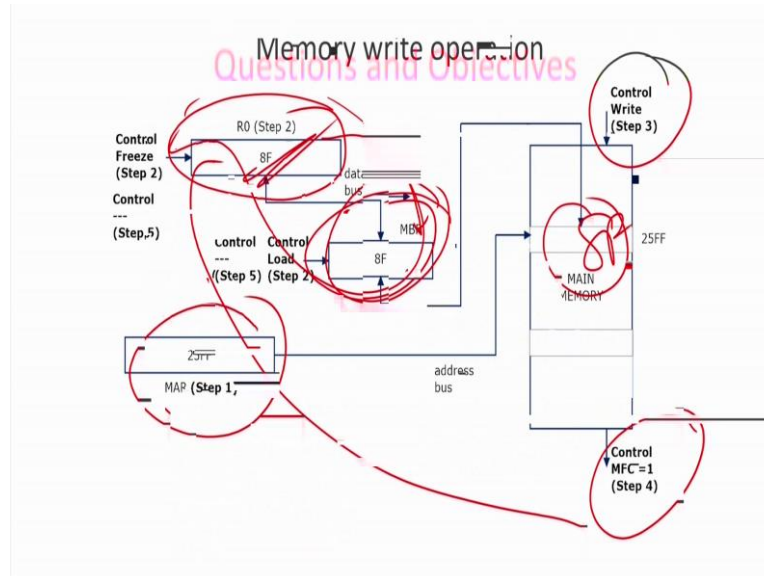 Memory write operation
Questions and Objectives
Control
Write
(Step 3)
R0 (Step 2)
Control
Freeze
(Step 2)
8F
data
bus
Control
---
(Step 5)
MBR
Control
---
(Step 5)
Control
Load
(Step 2)
8F
8F
25FF
MAIN
MEMORY
25FF
MAR (Step 1)
address
bus
Control
MFC=1
(Step 4)